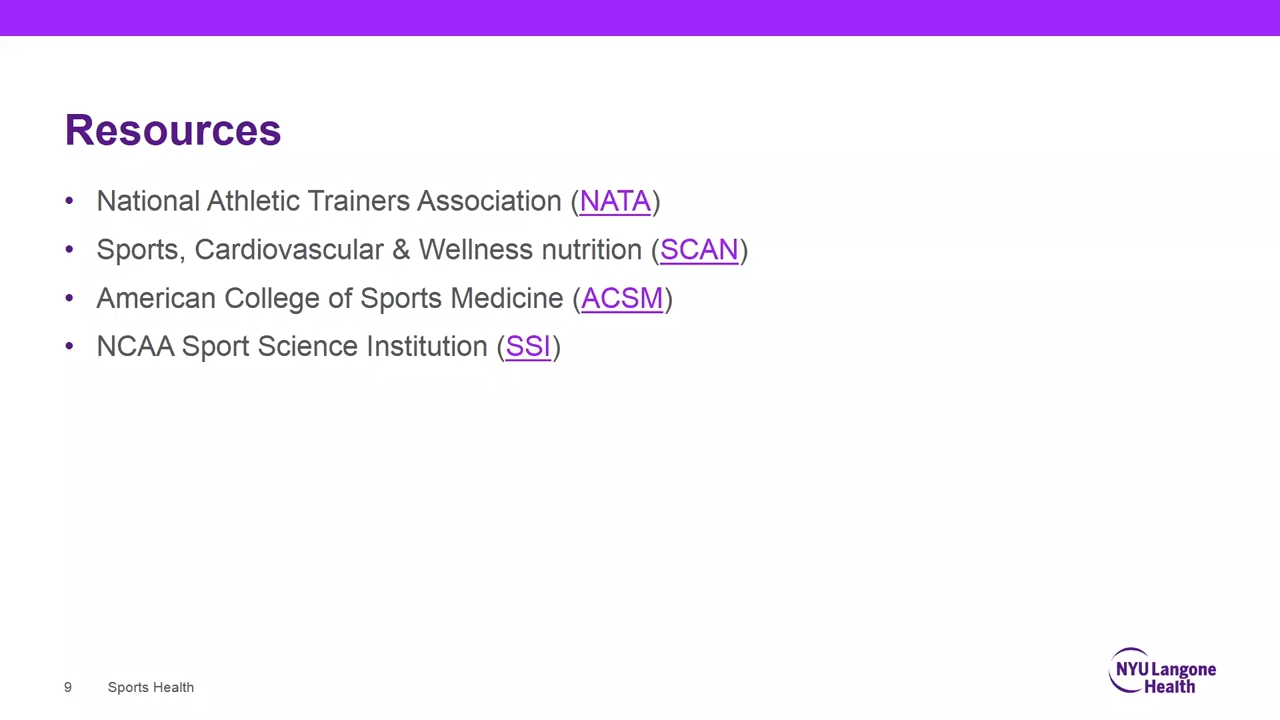 Resources
• National Athletic Trainers Association (NATA)
• Sports, Cardiovascular & Wellness nutrition (SCAN)
• American College of Sports Medicine (ACSM)
• NCAA Sport Science Institution (SSI)
9 Sports Health
NYU Langone
Health